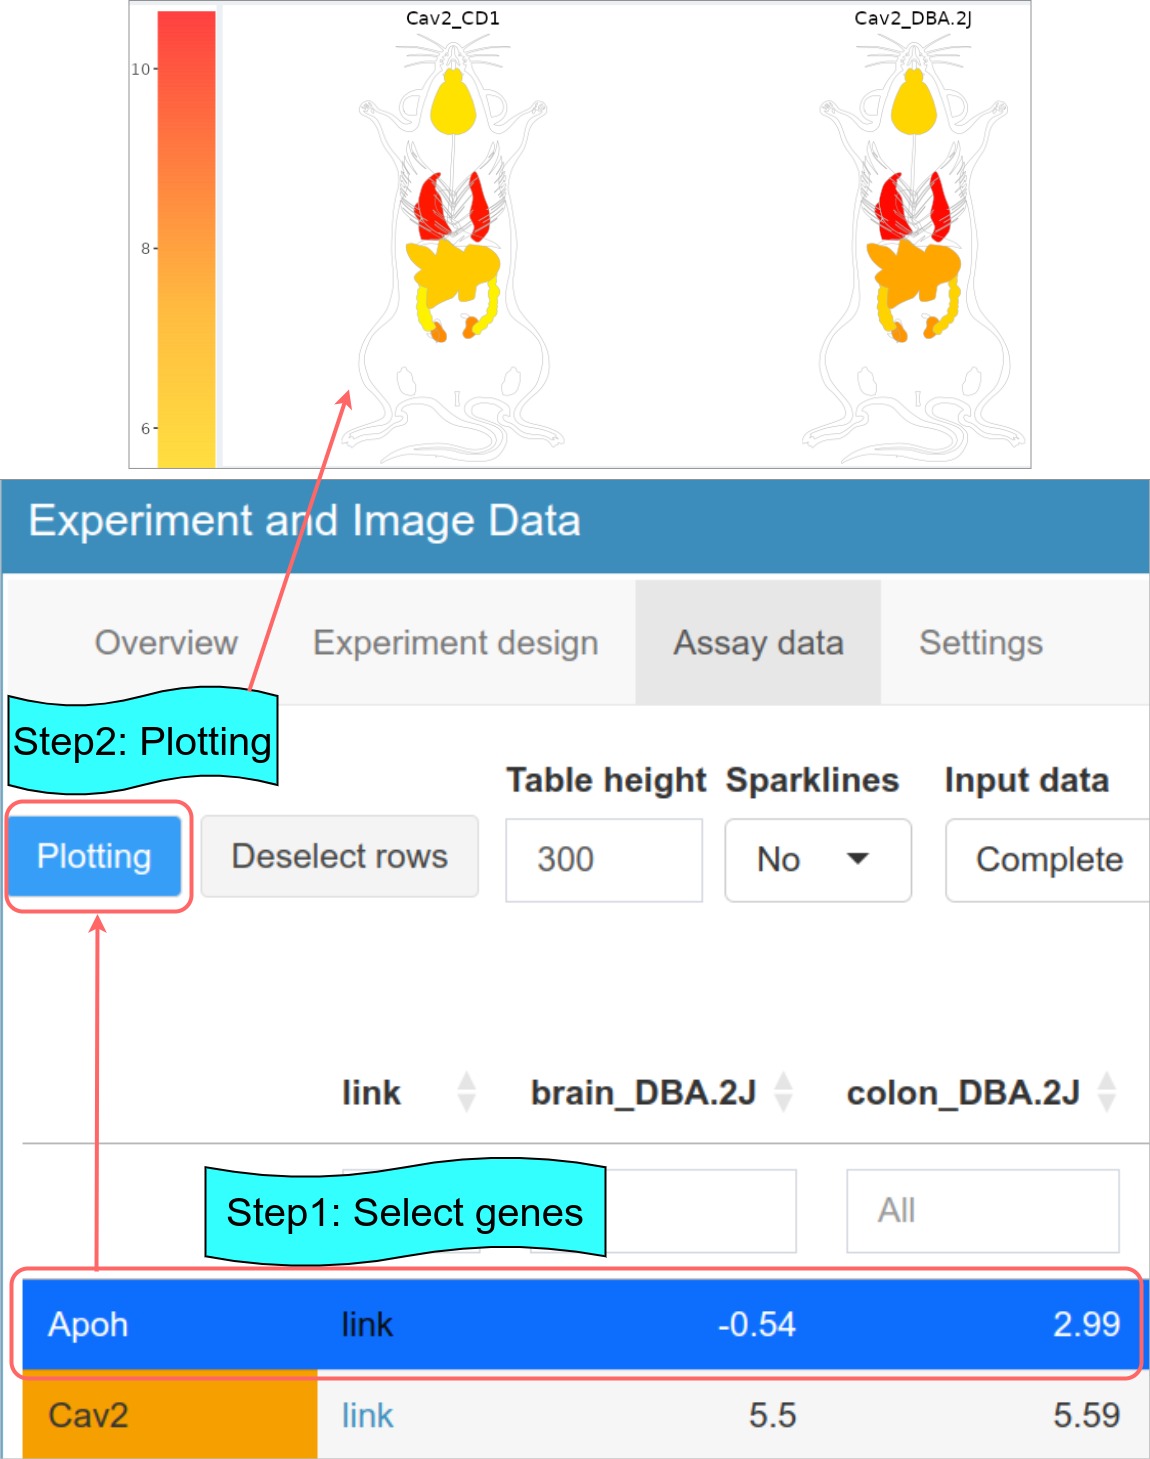 Cav2_CD1
Cav2_DBA.2J
10
8
6
Experiment and Image Data
Overview
Experiment design
Assay data
Settings
Step2: Plotting
Table height
Sparklines
Input data
Plotting
Deselect rows
300
No
Complete
link
brain_DBA.2J
colon_DBA.2J
Step1: Select genes
All
Apoh link -0.54 2.99
Cav2 link 5.5 5.59